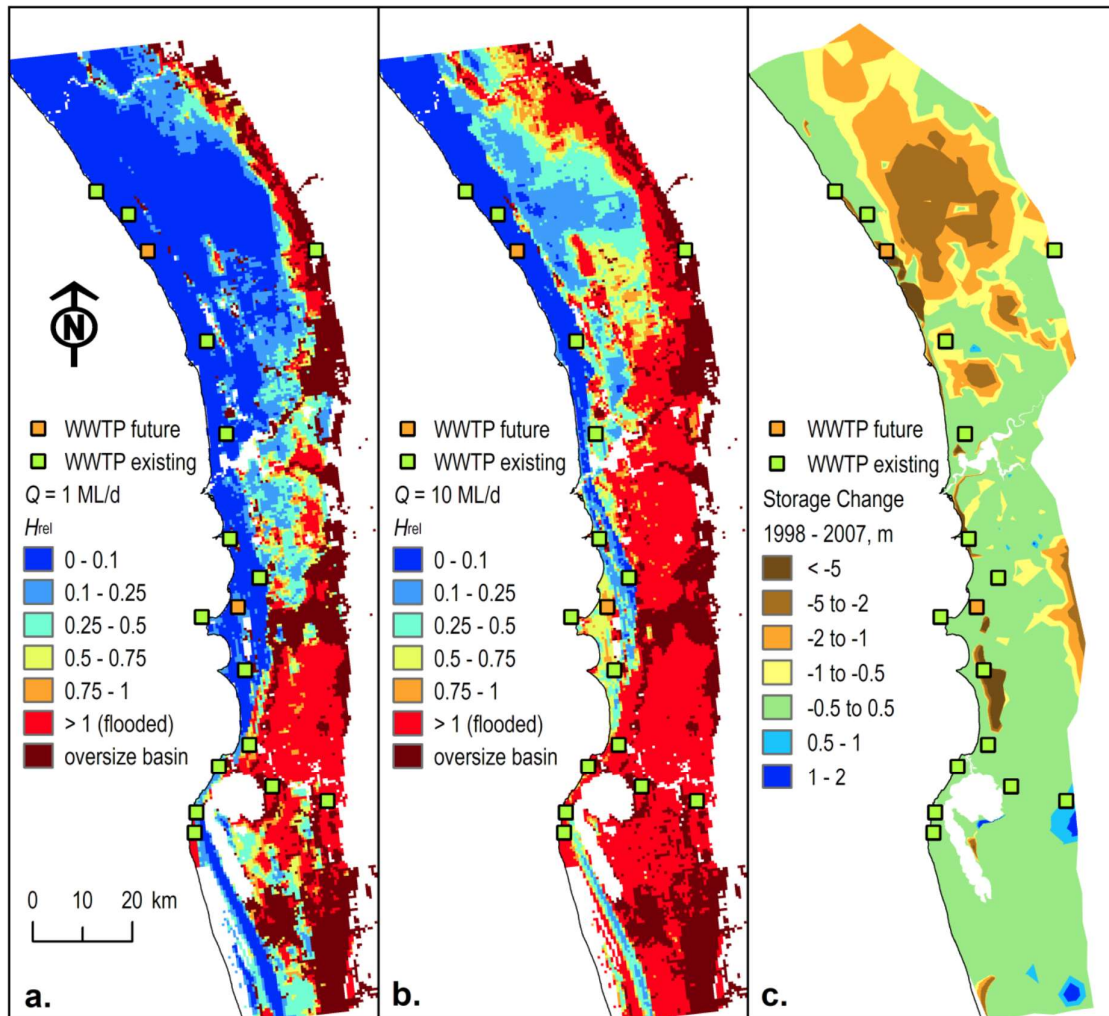 N
WWTP future
WWTP existing
Q = 1 ML/d
Hrel
0 - 0.1
0.1 - 0.25
0.25 - 0.5
0.5 - 0.75
0.75 - 1
> 1 (flooded)
oversize basin
0 10 20 km
a.
WWTP future
WWTP existing
Q = 10 ML/d
Hrel
0 - 0.1
0.1 - 0.25
0.25 - 0.5
0.5 - 0.75
0.75 - 1
> 1 (flooded)
oversize basin
b.
WWTP future
WWTP existing
Storage Change
1998 - 2007, m
< -5
-5 to -2
-2 to -1
-1 to -0.5
-0.5 to 0.5
0.5 - 1
1 - 2
c.